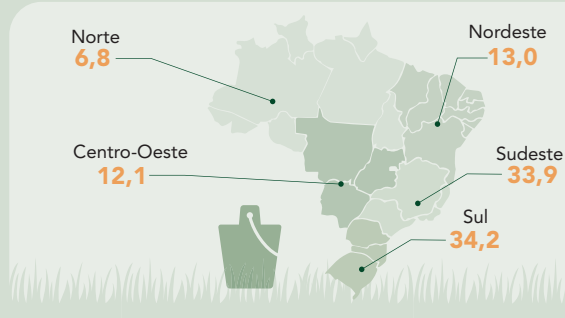 Norte
6,8
Nordeste
13,0
Centro-Oeste
12,1
Sudeste
33,9
Sul
34,2